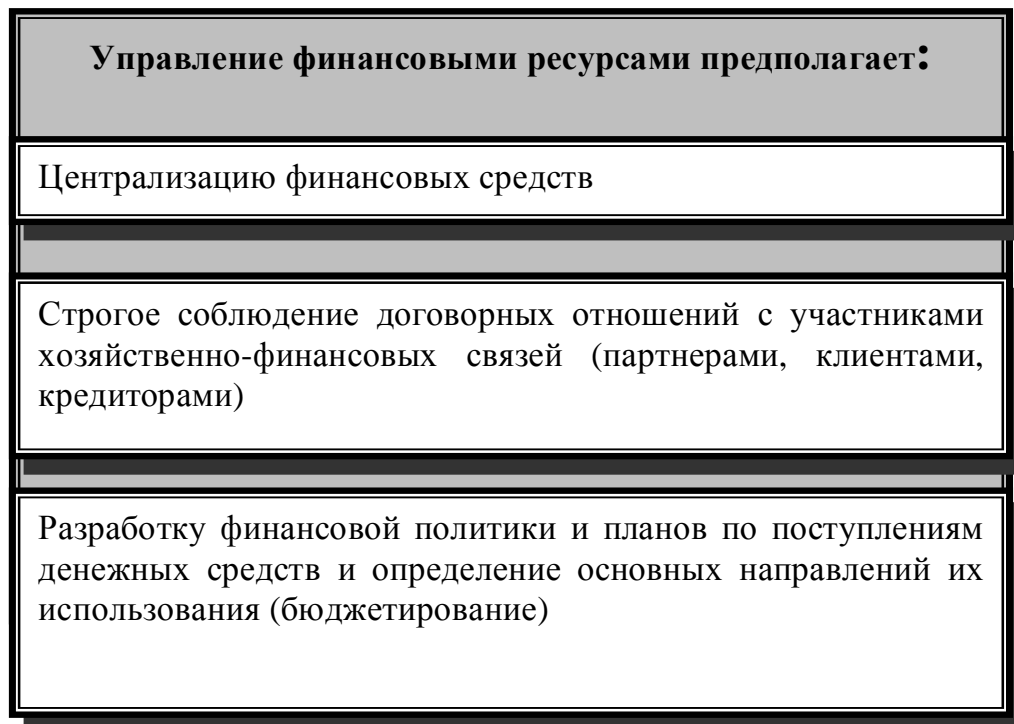 Управление финансовыми ресурсами предполагает:
Централизацию финансовых средств
Строгое соблюдение договорных отношений с участниками
хозяйственно-финансовых связей (партнерами, клиентами,
кредиторами)
Разработку финансовой политики и планов по поступлениям
денежных средств и определение основных направлений их
использования (бюджетирование)